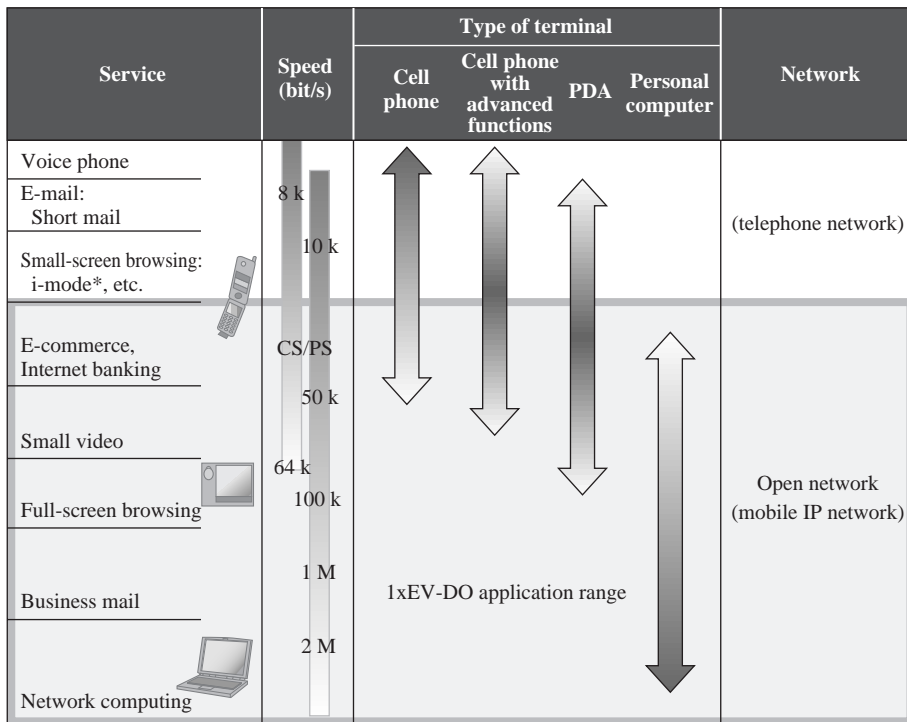 Service
Speed
(bit/s)
Type of terminal
Cell
phone
Cell phone
with
advanced
functions
PDA
Personal
computer
Network
Voice phone
E-mail:
Short mail
Small-screen browsing:
i-mode*, etc.
E-commerce,
Internet banking
Small video
Full-screen browsing
Business mail
Network computing
8 k
10 k
CS/PS
50 k
64 k
100 k
1 M
2 M
1xEV-DO application range
(telephone network)
Open network
(mobile IP network)